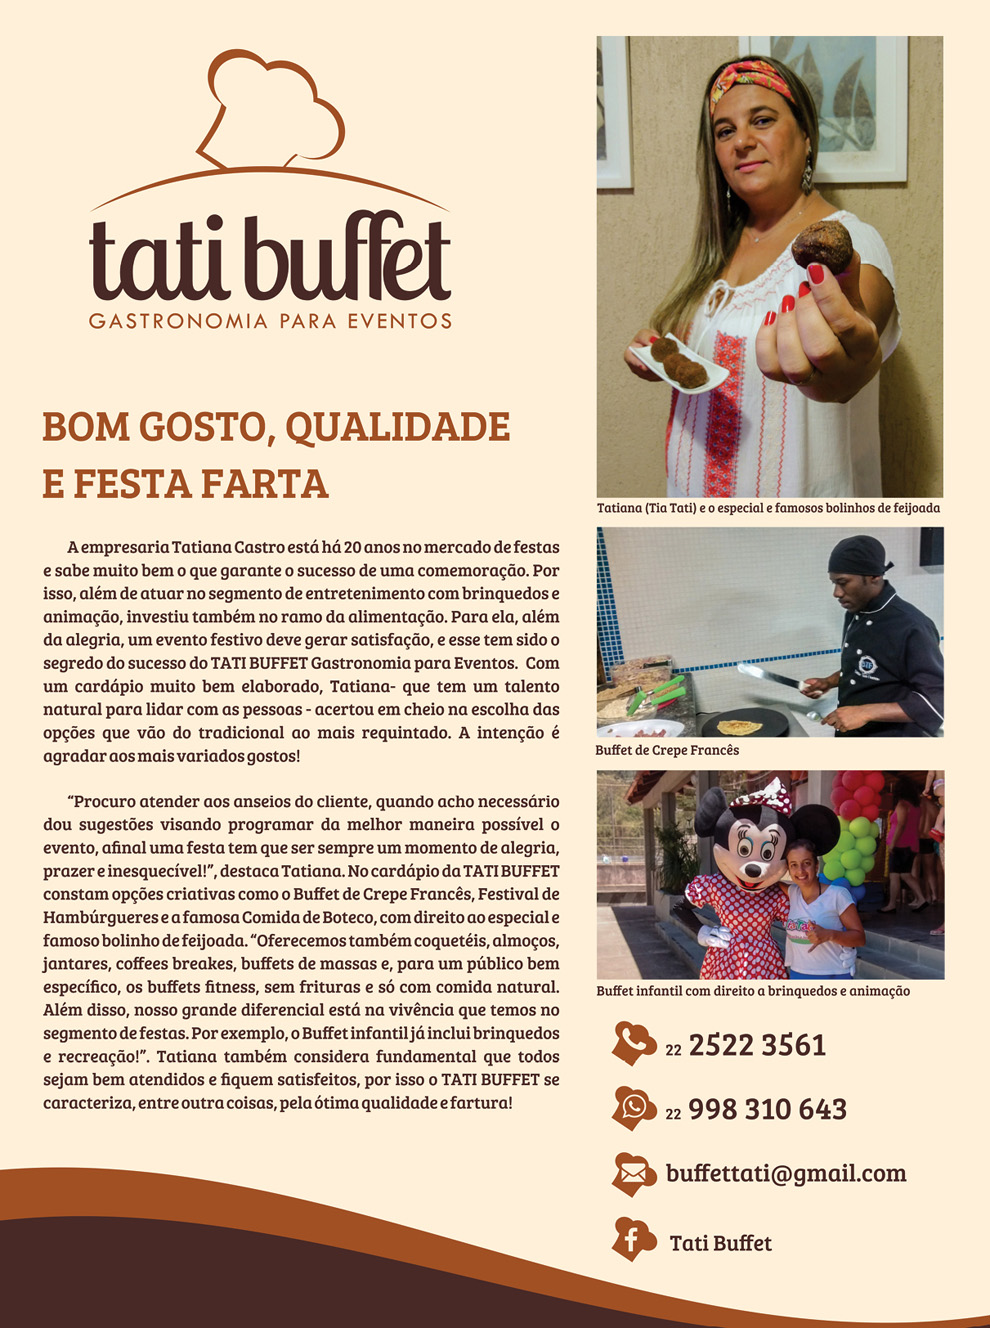 tati buffet
GASTRONOMIA PARA EVENTOS
BOM GOSTO, QUALIDADE
E FESTA FARTA
A empresaria Tatiana Castro está há 20 anos no mercado de festas
e sabe muito bem o que garante o sucesso de uma comemoração. Por
isso, além de atuar no segmento de entretenimento com brinquedos e
animação, investiu também no ramo da alimentação. Para ela, além
da alegria, um evento festivo deve gerar satisfação, e esse tem sido o
segredo do sucesso do TATI BUFFET Gastronomia para Eventos. Com
um cardápio muito bem elaborado, Tatiana- que tem um talento
natural para lidar com as pessoas - acertou em cheio na escolha das
opções que vão do tradicional ao mais requintado. A intenção é
agradar aos mais variados gostos!
“Procuro atender aos anseios do cliente, quando acho necessário
dou sugestões visando programar da melhor maneira possível o
evento, afinal uma festa tem que ser sempre um momento de alegria,
prazer e inesquecível!”, destaca Tatiana. No cardápio da TATI BUFFET
constam opções criativas como o Buffet de Crepe Francês, Festival de
Hambúrgueres e a famosa Comida de Boteco, com direito ao especial e
famoso bolinho de feijoada. “Oferecemos também coquetéis, almoços,
jantares, coffees breakes, buffets de massas e, para um público bem
específico, os buffets fitness, sem frituras e só com comida natural.
Além disso, nosso grande diferencial está na vivência que temos no
segmento de festas. Por exemplo, o Buffet infantil já inclui brinquedos
e recreação!”. Tatiana também considera fundamental que todos
sejam bem atendidos e fiquem satisfeitos, por isso o TATI BUFFET se
caracteriza, entre outra coisas, pela ótima qualidade e fartura!
Tatiana (Tia Tati) e o especial e famosos bolinhos de feijoada
Buffet de Crepe Francês
Buffet infantil com direito a brinquedos e animação
22 2522 3561
22 998 310 643
buffettati@gmail.com
Tati Buffet